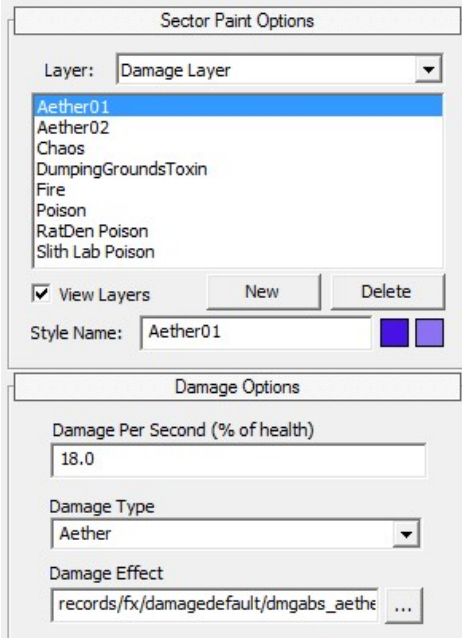 Sector Paint Options
Layer: Damage Layer
Aether01
Aether02
Chaos
DumpingGroundsToxin
Fire
Poison
RatDen Poison
Slith Lab Poison
View Layers New Delete
Style Name: Aether01
Damage Options
Damage Per Second (% of health)
18.0
Damage Type
Aether
Damage Effect
records/fx/damagedefault/dmgabs_aethe ...